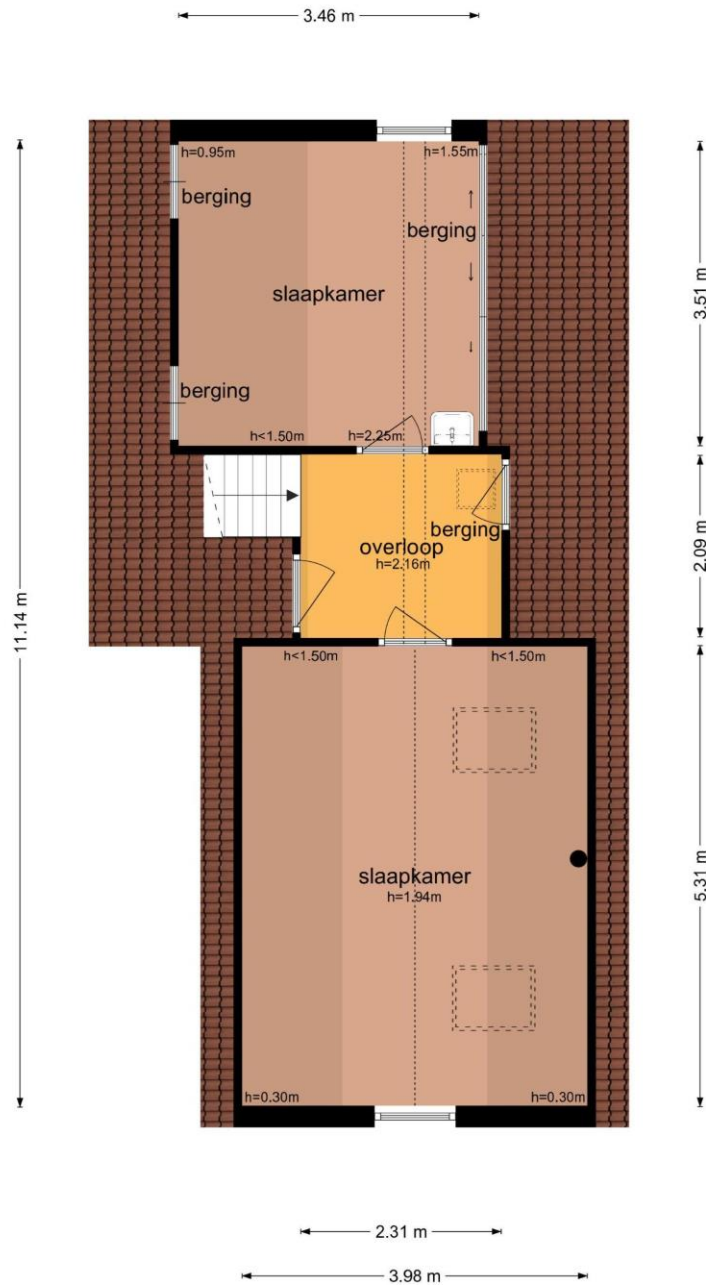 3.46 m
h=0.95m
h=1.55m
berging
berging
slaapkamer
3.51 m
berging
h<1.50m
h=2.25m
berging
overloop
h=2.16m
2.09 m
11.14 m
h<1.50m
h<1.50m
slaapkamer
h=1.94m
5.31 m
h=0.30m
h=0.30m
2.31 m
3.98 m